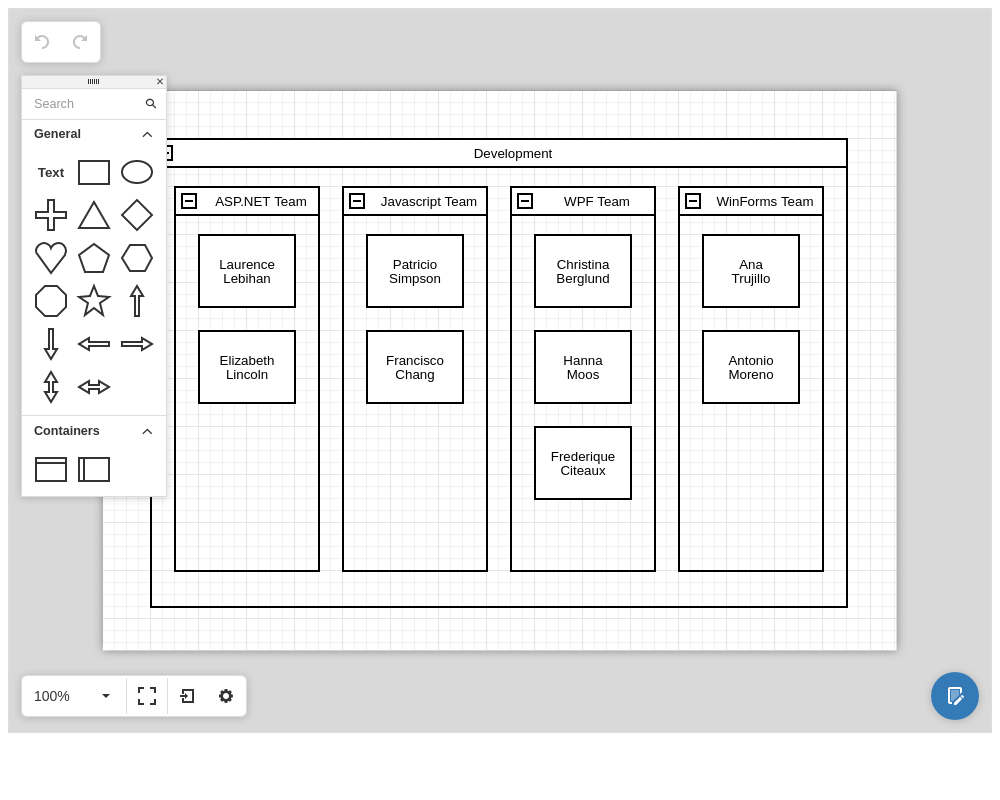 Search
General
Text
Containers
Development
ASP.NET Team
Laurence
Lebihan
Elizabeth
Lincoln
Javascript Team
Patricio
Simpson
Francisco
Chang
WPF Team
Christina
Berglund
Hanna
Moos
Frederique
Citeaux
WinForms Team
Ana
Trujillo
Antonio
Moreno
100%